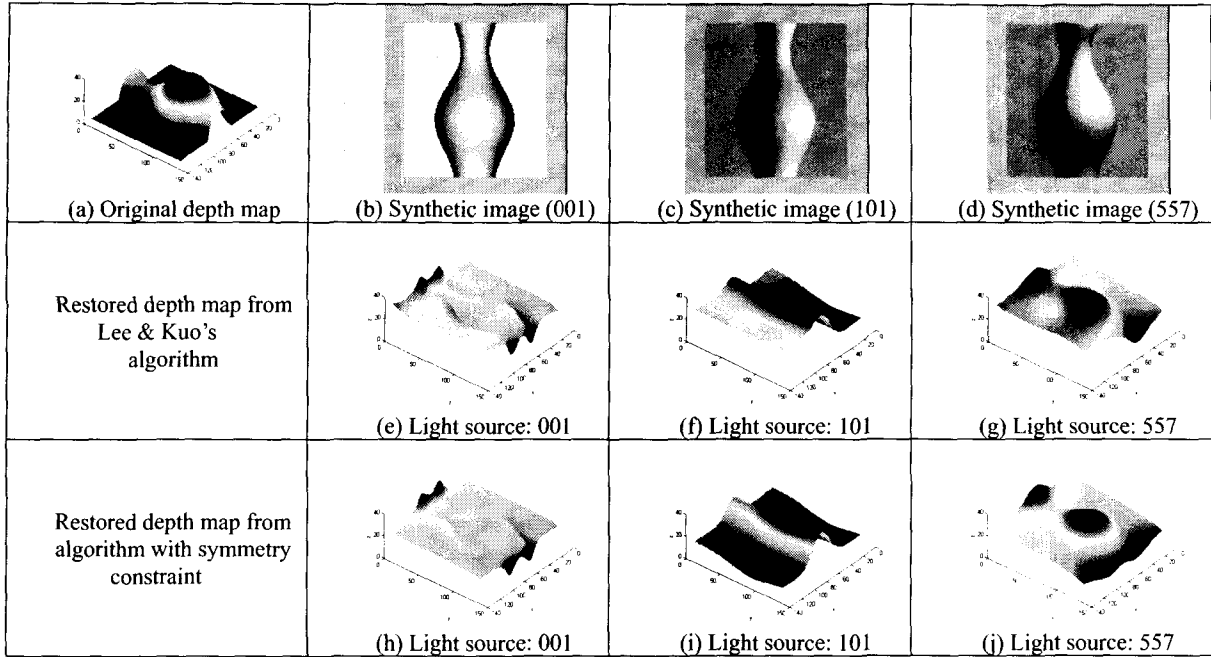 (a) Original depth map
(b) Synthetic image (001)
(c) Synthetic image (101)
(d) Synthetic image (557)
Restored depth map from
Lee & Kuo's
algorithm
(e) Light source: 001
(f) Light source: 101
(g) Light source: 557
Restored depth map from
algorithm with symmetry
constraint
(h) Light source: 001
(i) Light source: 101
(j) Light source: 557